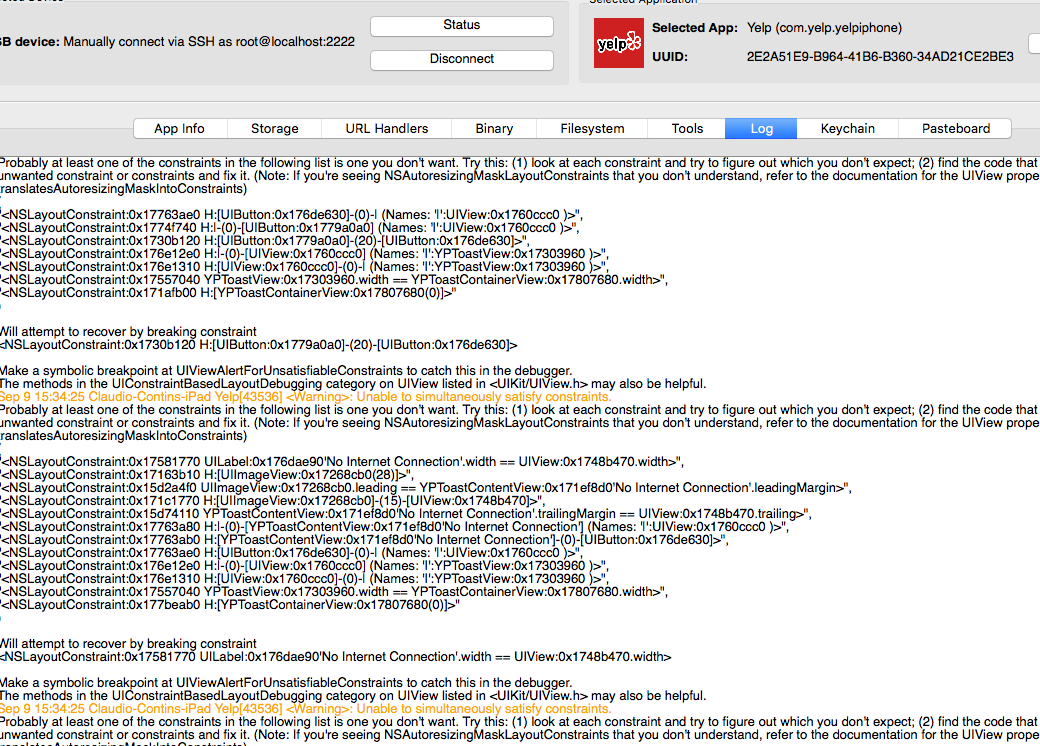 Selected Application
SB device: Manually connect via SSH as root@localhost:2222
Status
Disconnect
yelp
Selected App: Yelp (com.yelp.yelpiphone)
UUID: 2E2A51E9-B964-41B6-B360-34AD21CE2BE3
App Info Storage URL Handlers Binary Filesystem Tools Log Keychain Pasteboard
Probably at least one of the constraints in the following list is one you don't want. Try this: (1) look at each constraint and try to figure out which you don't expect; (2) find the code that
unwanted constraint or constraints and fix it. (Note: If you're seeing NSAutoresizingMaskLayoutConstraints that you don't understand, refer to the documentation for the UIView prope
translatesAutoresizingMaskIntoConstraints)
(
"<NSLayoutConstraint:0x17763ae0 H:[UIButton:0x176de630]-(0)-| (Names: '|':UIView:0x1760ccc0 )>",
"<NSLayoutConstraint:0x1774f740 H:|-(0)-[UIButton:0x1779a0a0] (Names: '|':UIView:0x1760ccc0 )>",
"<NSLayoutConstraint:0x1730b120 H:[UIButton:0x1779a0a0]-(20)-[UIButton:0x176de630]>",
"<NSLayoutConstraint:0x176e12e0 H:|-(0)-[UIView:0x1760ccc0] (Names: '|':YPToastView:0x17303960 )>",
"<NSLayoutConstraint:0x176e1310 H:[UIView:0x1760ccc0]-(0)-| (Names: '|':YPToastView:0x17303960 )>",
"<NSLayoutConstraint:0x17557040 YPToastView:0x17303960.width == YPToastContainerView:0x17807680.width>",
"<NSLayoutConstraint:0x171afb00 H:[YPToastContainerView:0x17807680(0)]>"
)
Will attempt to recover by breaking constraint
<NSLayoutConstraint:0x1730b120 H:[UIButton:0x1779a0a0]-(20)-[UIButton:0x176de630]>
Make a symbolic breakpoint at UIViewAlertForUnsatisfiableConstraints to catch this in the debugger.
The methods in the UIConstraintBasedLayoutDebugging category on UIView listed in <UIKit/UIView.h> may also be helpful.
Sep 9 15:34:25 Claudio-Contins-iPad Yelp[43536] <Warning>: Unable to simultaneously satisfy constraints.
Probably at least one of the constraints in the following list is one you don't want. Try this: (1) look at each constraint and try to figure out which you don't expect; (2) find the code that
unwanted constraint or constraints and fix it. (Note: If you're seeing NSAutoresizingMaskLayoutConstraints that you don't understand, refer to the documentation for the UIView prope
translatesAutoresizingMaskIntoConstraints)
(
"<NSLayoutConstraint:0x17581770 UILabel:0x176dae90'No Internet Connection'.width == UIView:0x1748b470.width>",
"<NSLayoutConstraint:0x17163b10 H:[UIImageView:0x17268cb0(28)]>",
"<NSLayoutConstraint:0x15d2a4f0 UIImageView:0x17268cb0.leading == YPToastContentView:0x171ef8d0'No Internet Connection'.leadingMargin>",
"<NSLayoutConstraint:0x171c1770 H:[UIImageView:0x17268cb0]-(15)-[UIView:0x1748b470]>",
"<NSLayoutConstraint:0x15d74110 YPToastContentView:0x171ef8d0'No Internet Connection'.trailingMargin == UIView:0x1748b470.trailing>",
"<NSLayoutConstraint:0x17763a80 H:|-(0)-[YPToastContentView:0x171ef8d0'No Internet Connection'] (Names: '|':UIView:0x1760ccc0 )>",
"<NSLayoutConstraint:0x17763ab0 H:[YPToastContentView:0x171ef8d0'No Internet Connection']-(0)-[UIButton:0x176de630]>",
"<NSLayoutConstraint:0x17763ae0 H:[UIButton:0x176de630]-(0)-| (Names: '|':UIView:0x1760ccc0 )>",
"<NSLayoutConstraint:0x176e12e0 H:|-(0)-[UIView:0x1760ccc0] (Names: '|':YPToastView:0x17303960 )>",
"<NSLayoutConstraint:0x176e1310 H:[UIView:0x1760ccc0]-(0)-| (Names: '|':YPToastView:0x17303960 )>",
"<NSLayoutConstraint:0x17557040 YPToastView:0x17303960.width == YPToastContainerView:0x17807680.width>",
"<NSLayoutConstraint:0x177beab0 H:[YPToastContainerView:0x17807680(0)]>"
)
Will attempt to recover by breaking constraint
<NSLayoutConstraint:0x17581770 UILabel:0x176dae90'No Internet Connection'.width == UIView:0x1748b470.width>
Make a symbolic breakpoint at UIViewAlertForUnsatisfiableConstraints to catch this in the debugger.
The methods in the UIConstraintBasedLayoutDebugging category on UIView listed in <UIKit/UIView.h> may also be helpful.
Sep 9 15:34:25 Claudio-Contins-iPad Yelp[43536] <Warning>: Unable to simultaneously satisfy constraints.
Probably at least one of the constraints in the following list is one you don't want. Try this: (1) look at each constraint and try to figure out which you don't expect; (2) find the code that
unwanted constraint or constraints and fix it. (Note: If you're seeing NSAutoresizingMaskLayoutConstraints that you don't understand, refer to the documentation for the UIView prope
translatesAutoresizingMaskIntoConstraints)